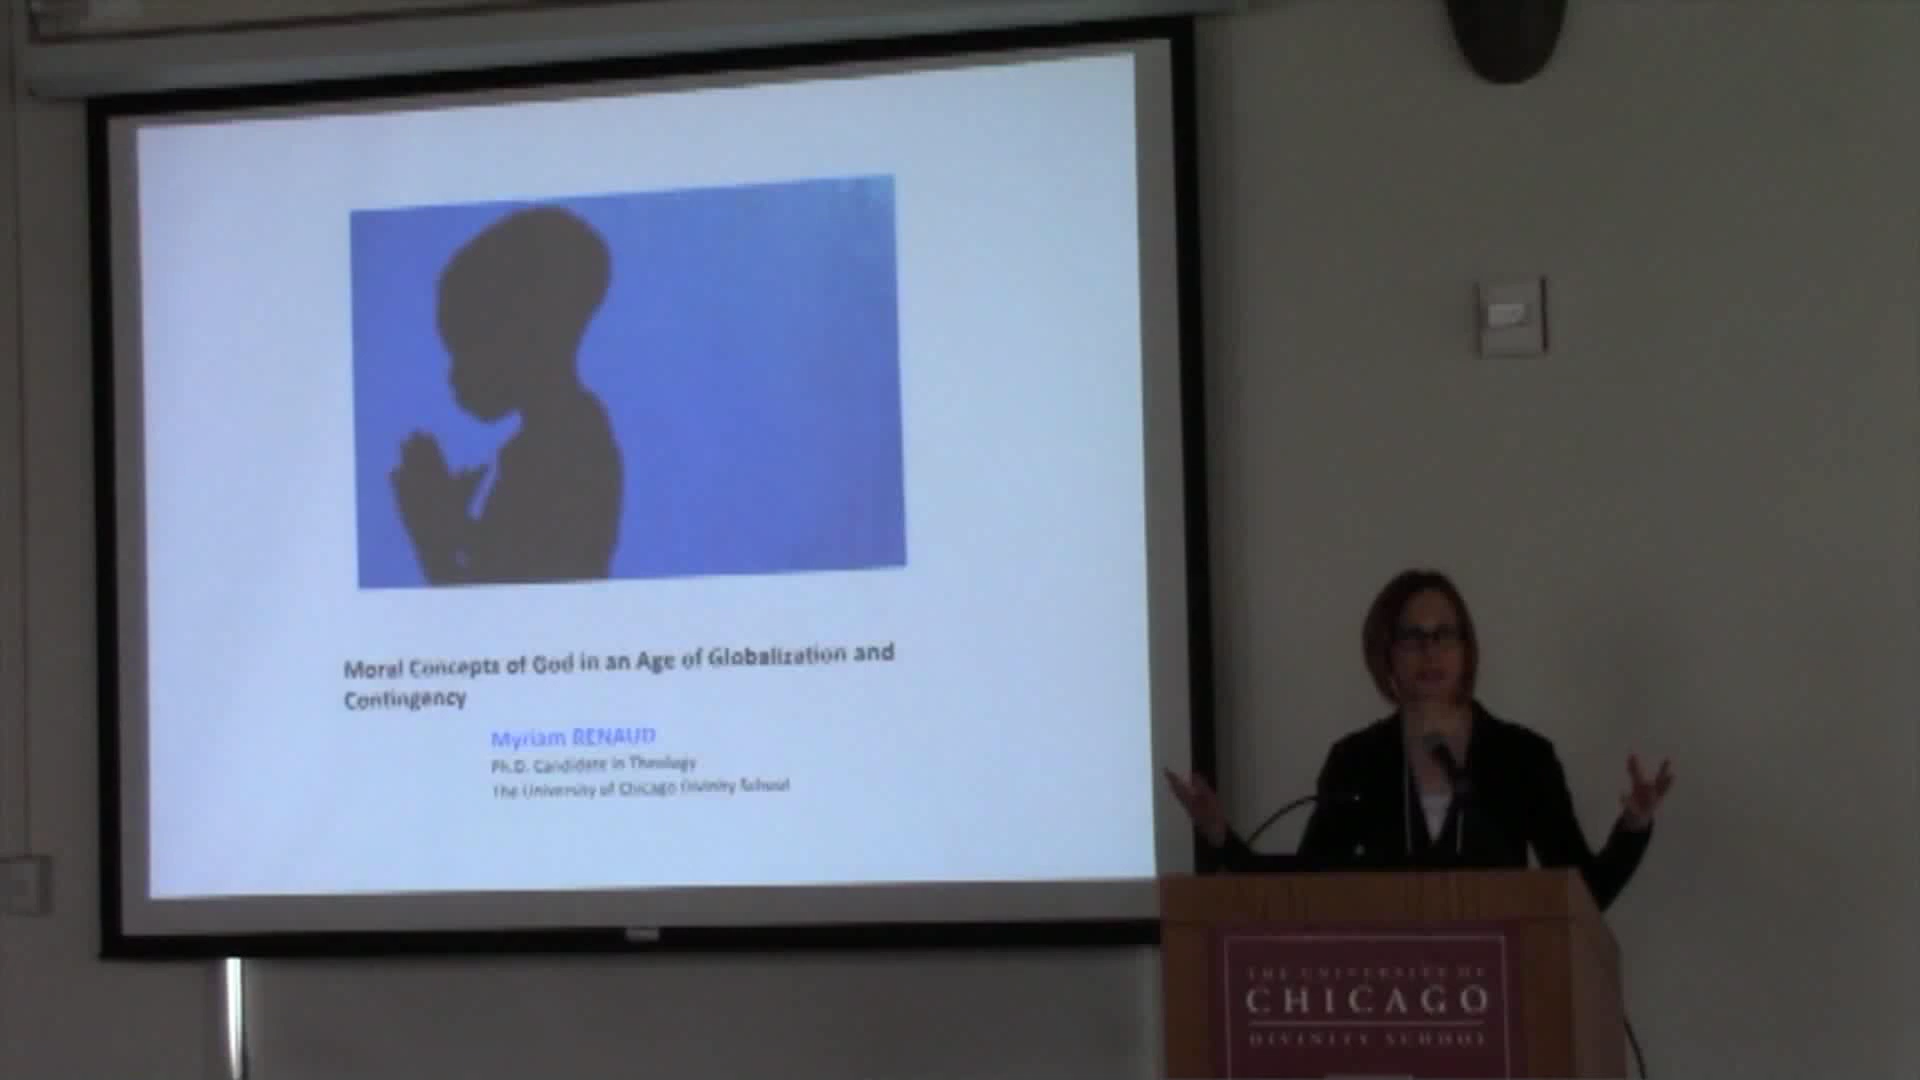 Moral Concepts of God in an Age of Globalization and
Contingency
Myriam RENAUD
Ph.D. Candidate in Theology
The University of Chicago Divinity School
THE UNIVERSITY OF
CHICAGO
DIVINITY SCHOOL